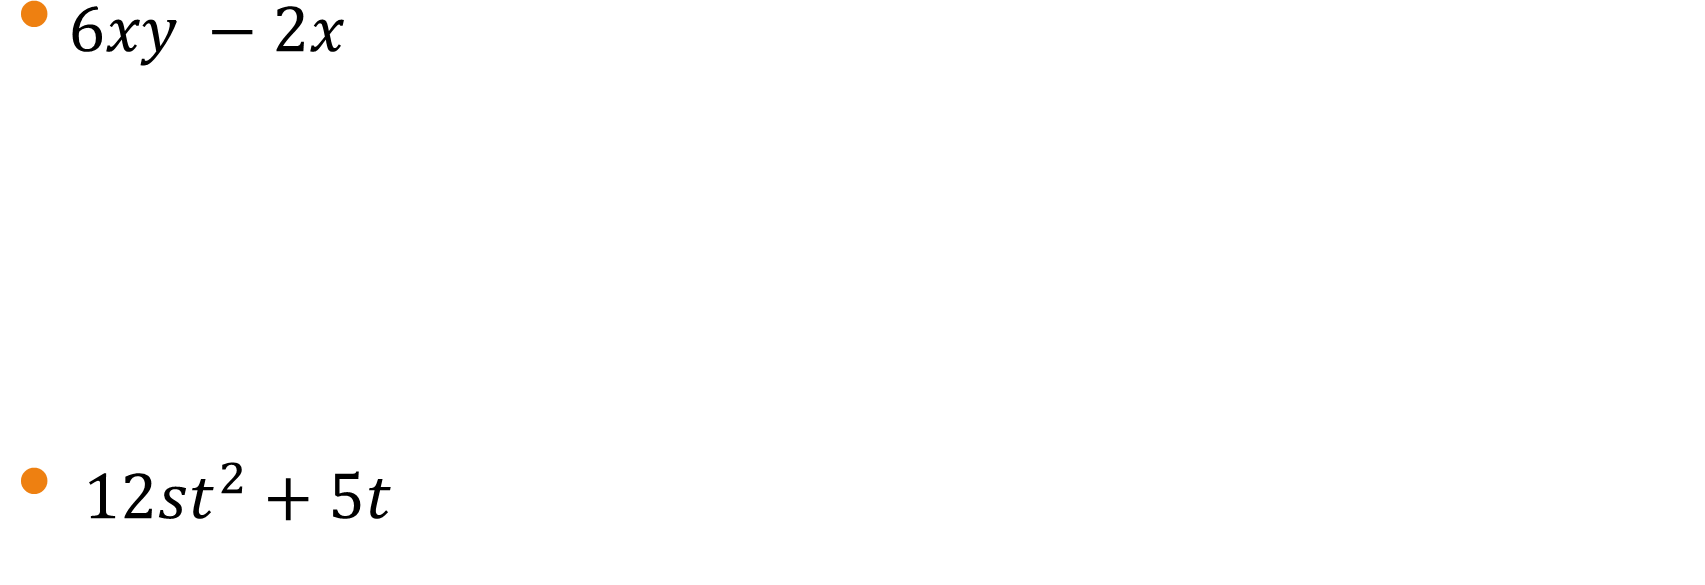 • 6xy − 2x
• 12st² + 5t